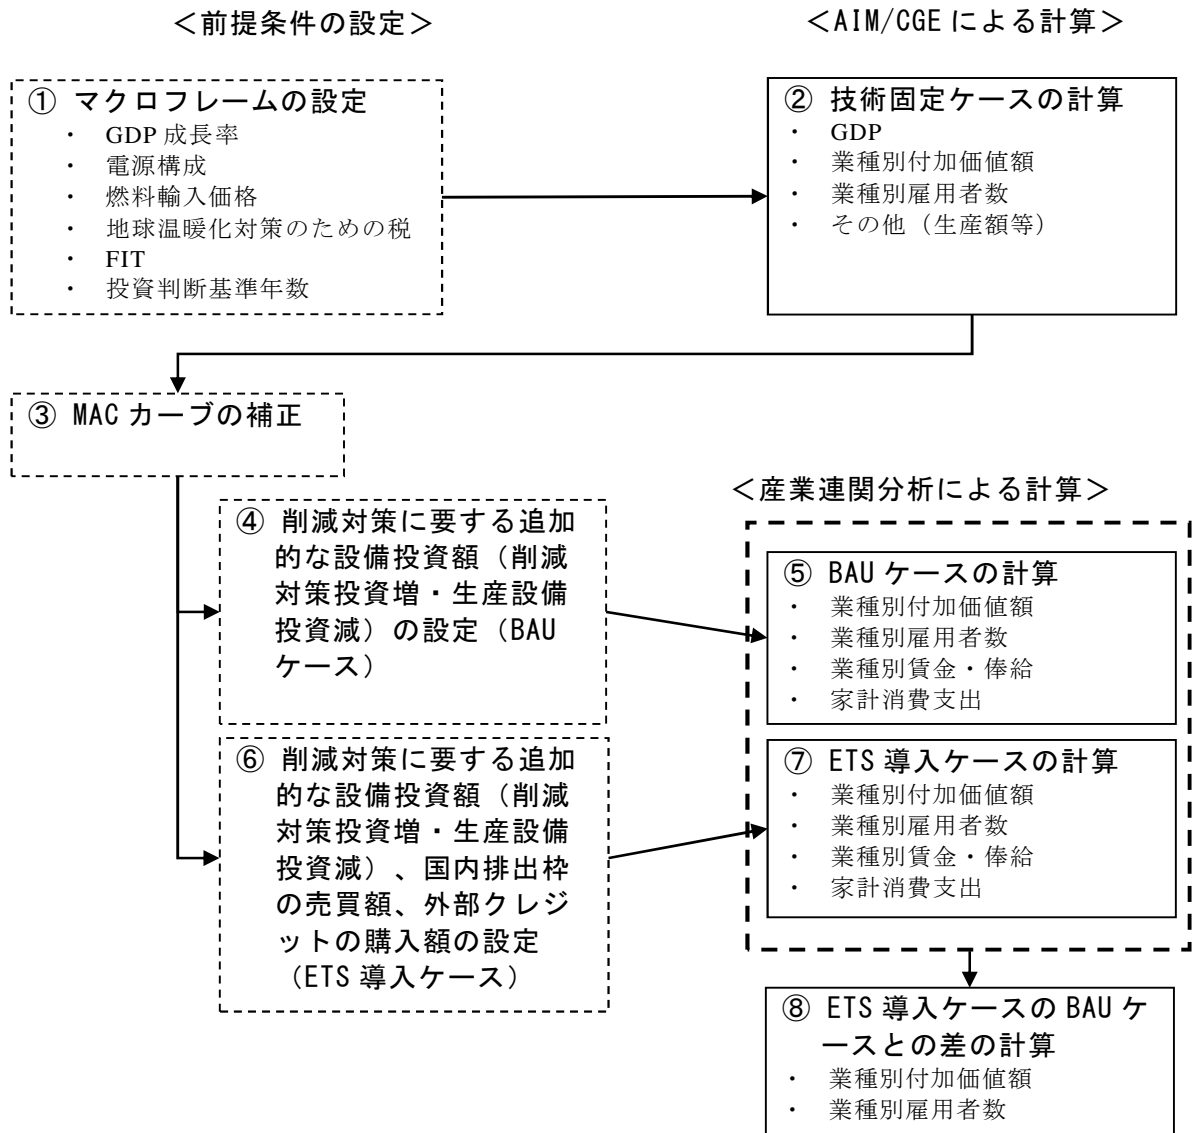 ＜前提条件の設定＞
＜AIM/CGE による計算＞
① マクロフレームの設定
・ GDP 成長率
・ 電源構成
・ 燃料輸入価格
・ 地球温暖化対策のための税
・ FIT
・ 投資判断基準年数
② 技術固定ケースの計算
・ GDP
・ 業種別付加価値額
・ 業種別雇用者数
・ その他（生産額等）
③ MAC カーブの補正
④ 削減対策に要する追加
的な設備投資額（削減
対策投資増・生産設備
投資減）の設定（BAU
ケース）
＜産業連関分析による計算＞
⑤ BAU ケースの計算
・ 業種別付加価値額
・ 業種別雇用者数
・ 業種別賃金・俸給
・ 家計消費支出
⑥ 削減対策に要する追加
的な設備投資額（削減
対策投資増・生産設備
投資減）、国内排出枠
の売買額、外部クレジ
ットの購入額の設定
（ETS 導入ケース）
⑦ ETS 導入ケースの計算
・ 業種別付加価値額
・ 業種別雇用者数
・ 業種別賃金・俸給
・ 家計消費支出
⑧ ETS 導入ケースの BAU ケ
ースとの差の計算
・ 業種別付加価値額
・ 業種別雇用者数